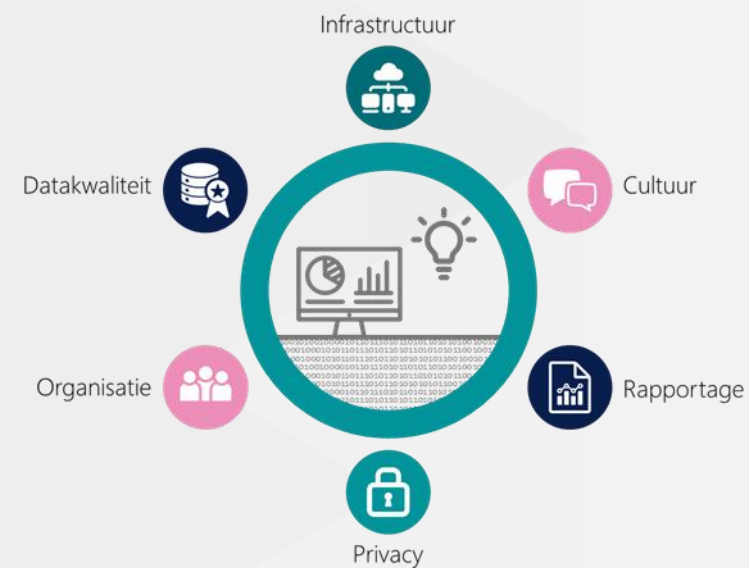 Infrastructuur
Datakwaliteit
Cultuur
Organisatie
Rapportage
Privacy